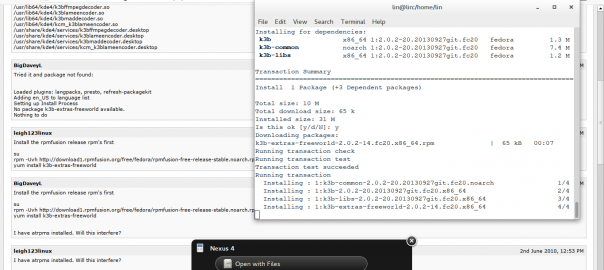 /usr/lib64/kde4/k3bffmpegdecoder.so
/usr/lib64/kde4/k3blameencoder.so
/usr/lib64/kde4/k3bmaddecoder.so
/usr/lib64/kde4/kcm_k3blameencoder.so
/usr/share/kde4/services/k3bffmpegdecoder.desktop
/usr/share/kde4/services/k3blameencoder.desktop
/usr/share/kde4/services/k3bmaddecoder.desktop
/usr/share/kde4/services/kcm_k3blameencoder.desktop
BigDaveyL
Tried it and package not found:
Loaded plugins: langpacks, presto, refresh-packagekit
Adding en_US to language list
Setting up Install Process
No package k3b-extras-freeworld available.
Nothing to do
leigh123linux
Install the rpmfusion release rpm's first
su
rpm -Uvh http://download1.rpmfusion.org/free/fedora/rpmfusion-free-release-stable.noarch.rpm
yum install k3b-extras-freeworld
BigDaveyL
Install the rpmfusion release rpm's first
su
rpm -Uvh http://download1.rpmfusion.org/free/fedora/rpmfusion-free-release-stable.noarch.rp
yum install k3b-extras-freeworld
I have atrpms installed. Will this interfere?
leigh123linux
2nd June 2010, 12:53 PM
I have atrpms installed. Will this interfere?
lin@lirc:/home/lin
File Edit View Search Terminal Help
Installing for dependencies:
k3b x86_64 1:2.0.2-20.20130927git.fc20 fedora 1.3 M
k3b-common noarch 1:2.0.2-20.20130927git.fc20 fedora 7.4 M
k3b-libs x86_64 1:2.0.2-20.20130927git.fc20 fedora 1.2 M
Transaction Summary
Install 1 Package (+3 Dependent packages)
Total size: 10 M
Total download size: 65 k
Installed size: 31 M
Is this ok [y/d/N]: y
Downloading packages:
k3b-extras-freeworld-2.0.2-14.fc20.x86_64.rpm | 65 kB 00:07
Running transaction check
Running transaction test
Transaction test succeeded
Running transaction
Installing : 1:k3b-common-2.0.2-20.20130927git.fc20.noarch 1/4
Installing : 1:k3b-2.0.2-20.20130927git.fc20.x86_64 2/4
Installing : 1:k3b-libs-2.0.2-20.20130927git.fc20.x86_64 3/4
Installing : 1:k3b-extras-freeworld-2.0.2-14.fc20.x86_64 4/4
Nexus 4
Open with Files